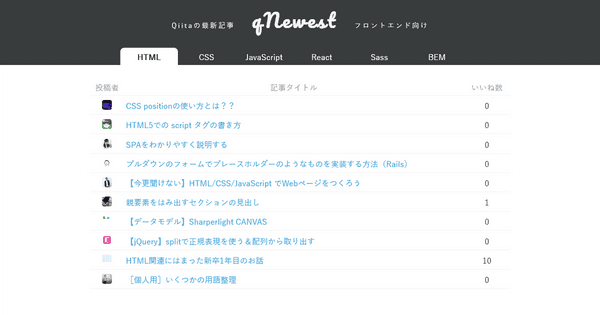 Qiitaの最新記事 qNewest フロントエンド向け
HTML CSS JavaScript React Sass BEM
投稿者 記事タイトル いいね数
CSS positionの使い方とは？？ 0
HTML5での script タグの書き方 0
SPAをわかりやすく説明する 0
プルダウンのフォームでプレースホルダーのようなものを実装する方法（Rails） 0
【今更聞けない】HTML/CSS/JavaScript でWebページをつくろう 0
親要素をはみ出すセクションの見出し 1
【データモデル】Sharperlight CANVAS 0
【jQuery】splitで正規表現を使う＆配列から取り出す 0
HTML関連にはまった新卒1年目のお話 10
［個人用］いくつかの用語整理 0